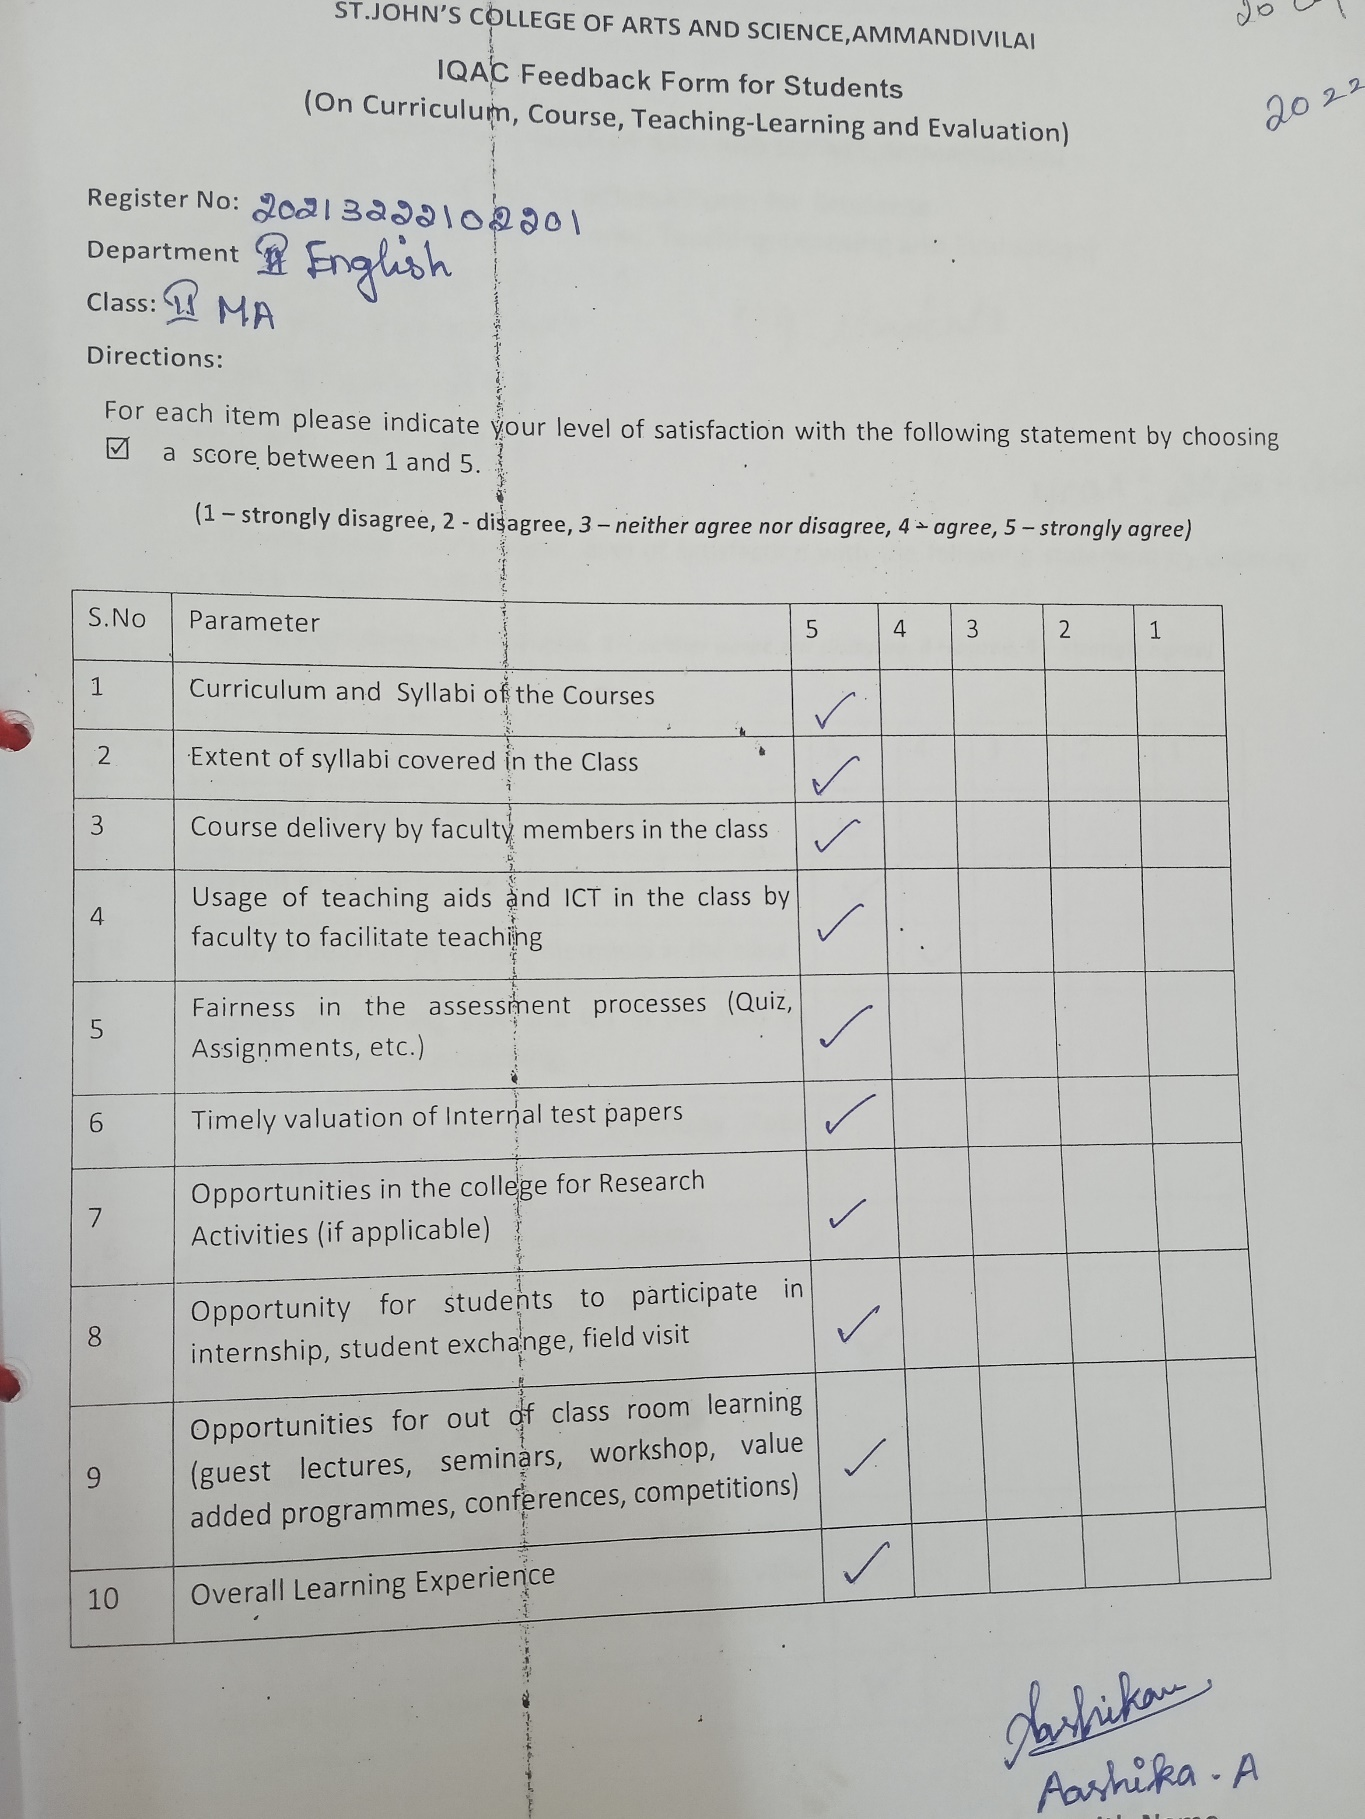 ST.JOHN'S COLLEGE OF ARTS AND SCIENCE,AMMANDIVILAI
IQAC Feedback Form for Students
(On Curriculum, Course, Teaching-Learning and Evaluation)
2022
Register No: 20213222102201
Department English
Class: II MA
Directions:
For each item please indicate your level of satisfaction with the following statement by choosing
☑ a score between 1 and 5.
(1 – strongly disagree, 2 - disagree, 3 – neither agree nor disagree, 4 – agree, 5 – strongly agree)
S.No Parameter 5 4 3 2 1
1 Curriculum and Syllabi of the Courses ✓
2 Extent of syllabi covered in the Class ✓
3 Course delivery by faculty members in the class ✓
4 Usage of teaching aids and ICT in the class by
faculty to facilitate teaching ✓
5 Fairness in the assessment processes (Quiz,
Assignments, etc.) ✓
6 Timely valuation of Internal test papers ✓
7 Opportunities in the college for Research
Activities (if applicable) ✓
8 Opportunity for students to participate in
internship, student exchange, field visit ✓
9 Opportunities for out of class room learning
(guest lectures, seminars, workshop, value
added programmes, conferences, competitions) ✓
10 Overall Learning Experience ✓
Aashika
Aashika . A